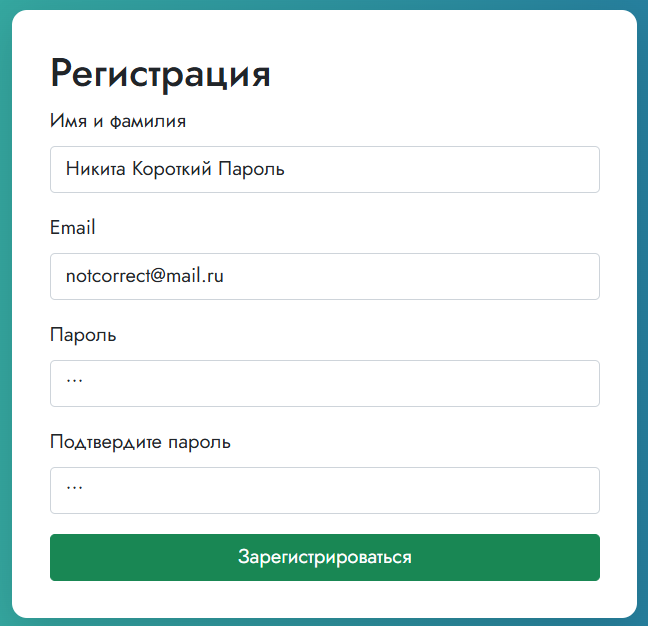 Регистрация
Имя и фамилия
Никита Короткий Пароль
Email
notcorrect@mail.ru
Пароль
...
Подтвердите пароль
...
Зарегистрироваться